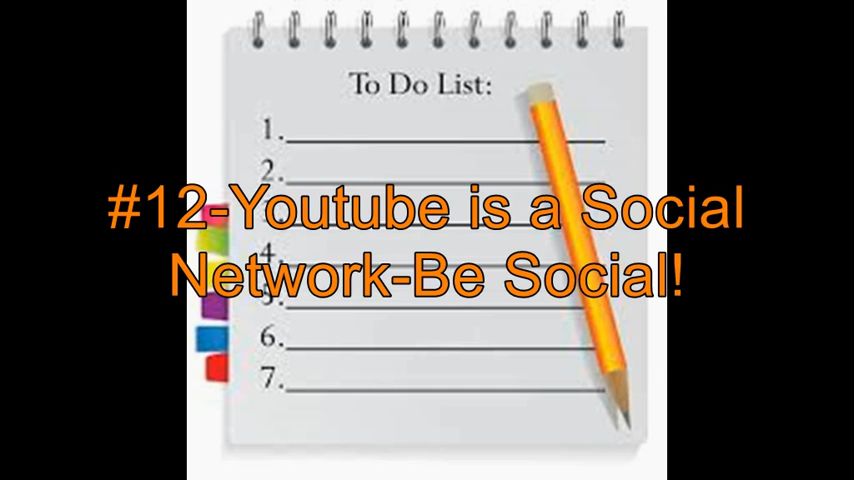 To Do List:
1.
2.
#12-Youtube is a Social
4.
Network-Be Social!
5.
6.
7.